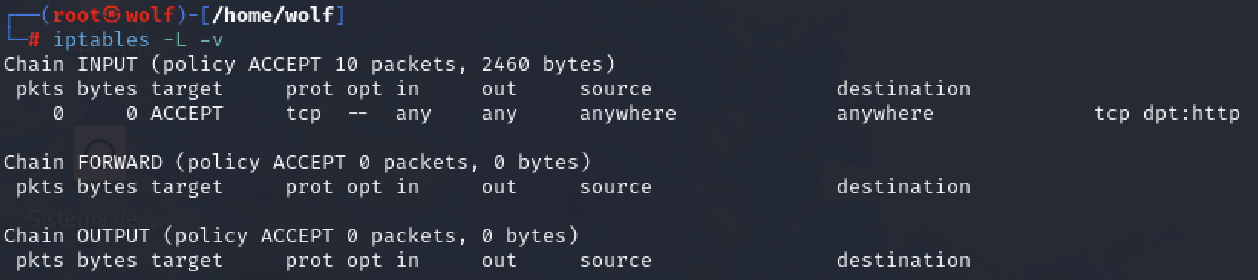 ┌──(root㉿wolf)-[/home/wolf]
└─# iptables -L -v
Chain INPUT (policy ACCEPT 10 packets, 2460 bytes)
 pkts bytes target     prot opt in     out     source               destination
    0     0 ACCEPT     tcp  --  any    any     anywhere             anywhere             tcp dpt:http

Chain FORWARD (policy ACCEPT 0 packets, 0 bytes)
 pkts bytes target     prot opt in     out     source               destination
Sistema de
Chain OUTPUT (policy ACCEPT 0 packets, 0 bytes)
 pkts bytes target     prot opt in     out     source               destination